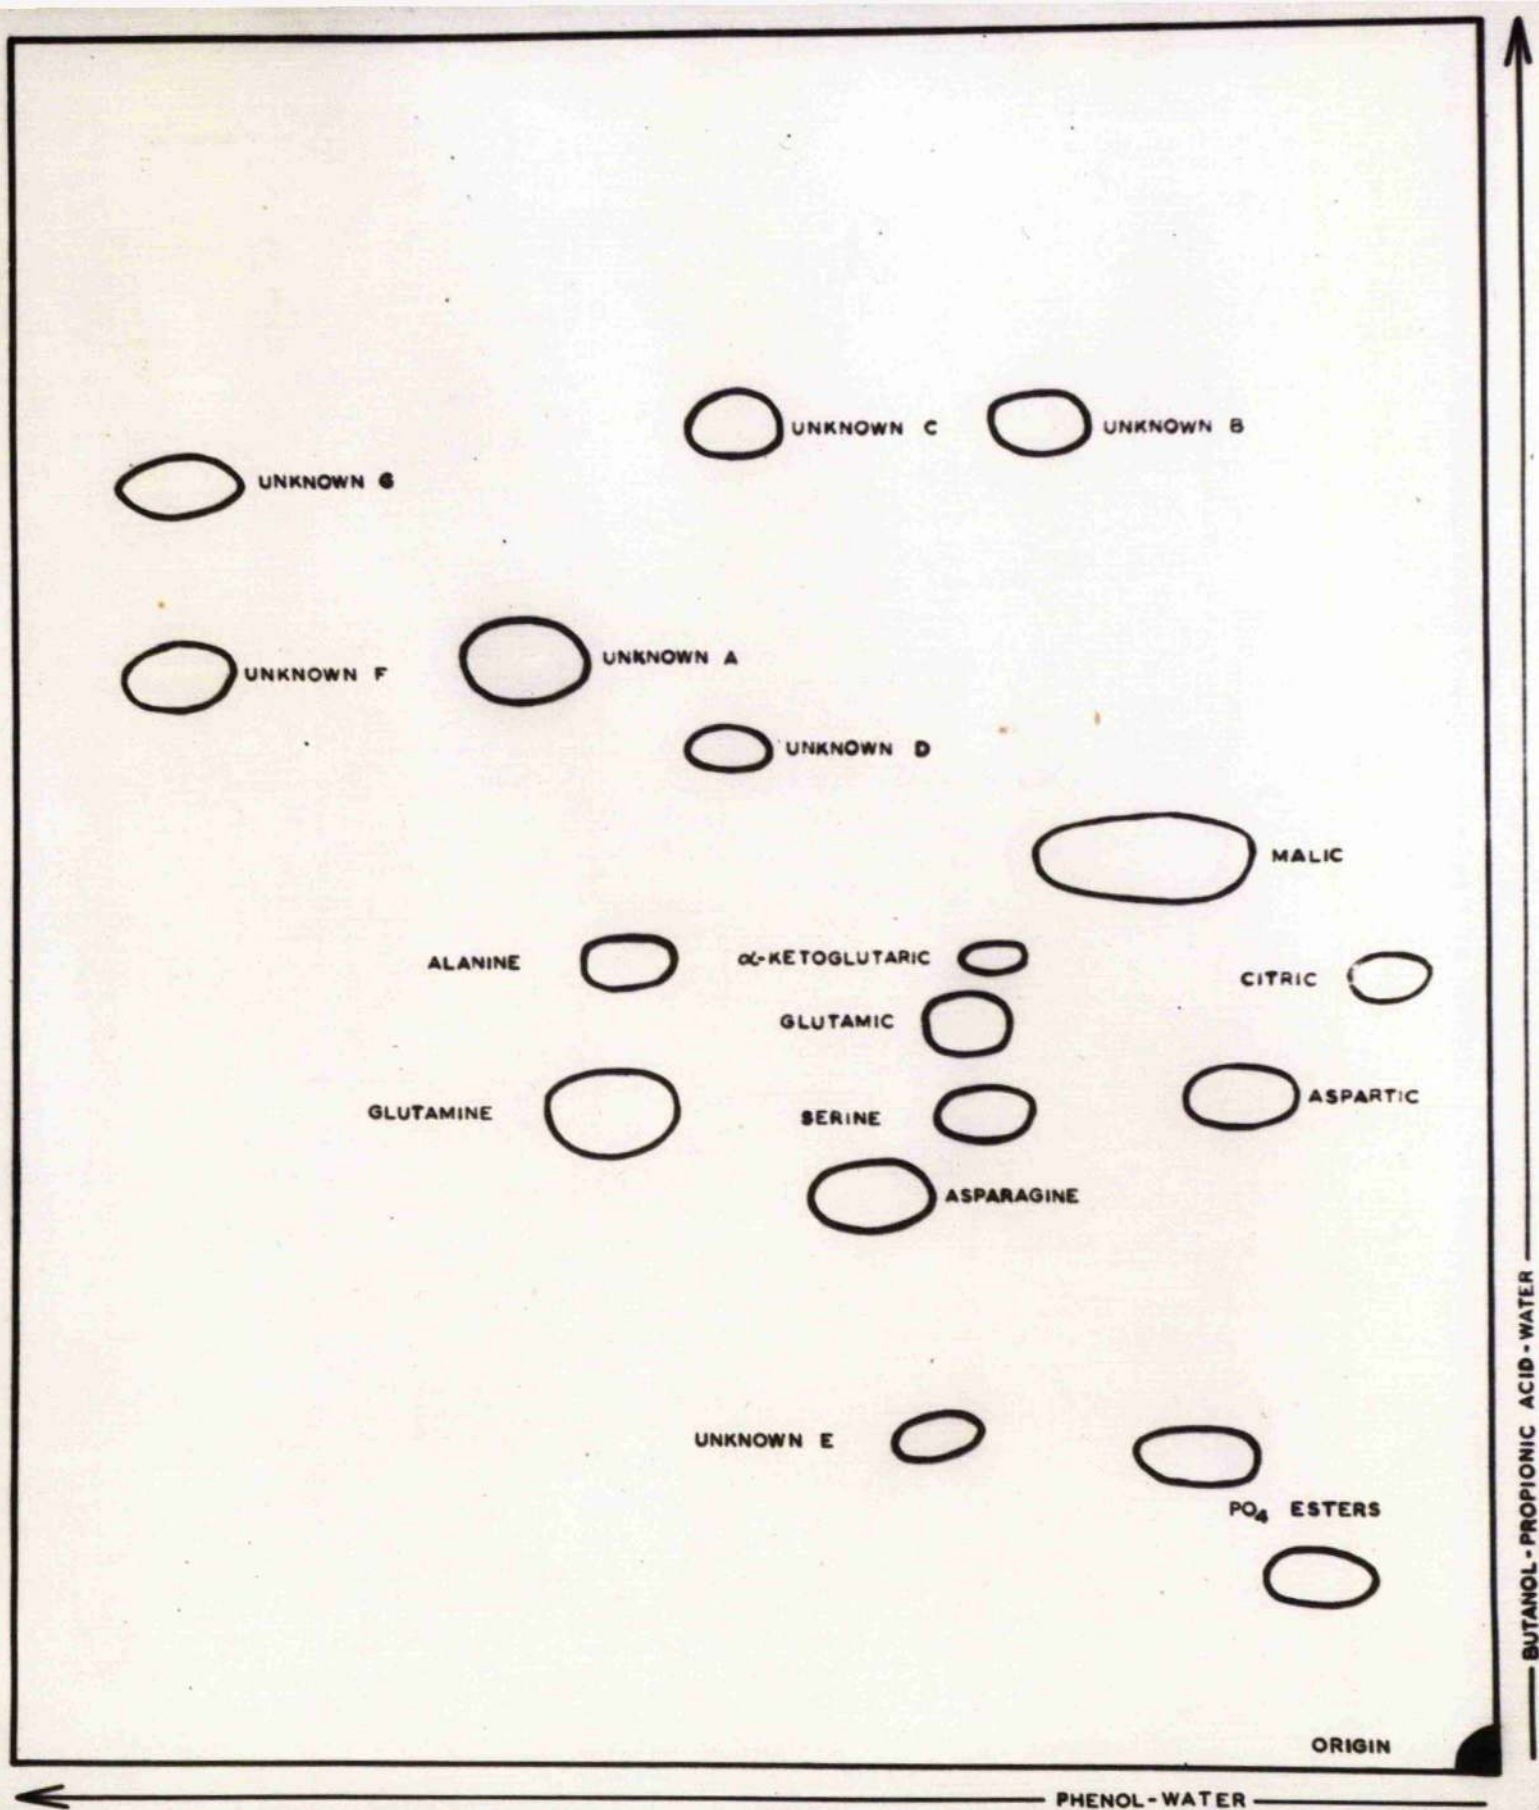 UNKNOWN C
UNKNOWN B
UNKNOWN G
UNKNOWN A
UNKNOWN F
UNKNOWN D
MALIC
ALANINE
α-KETOGLUTARIC
CITRIC
GLUTAMIC
ASPARTIC
GLUTAMINE
SERINE
ASPARAGINE
UNKNOWN E
PO₄ ESTERS
ORIGIN
BUTANOL-PROPIONIC ACID-WATER
PHENOL-WATER